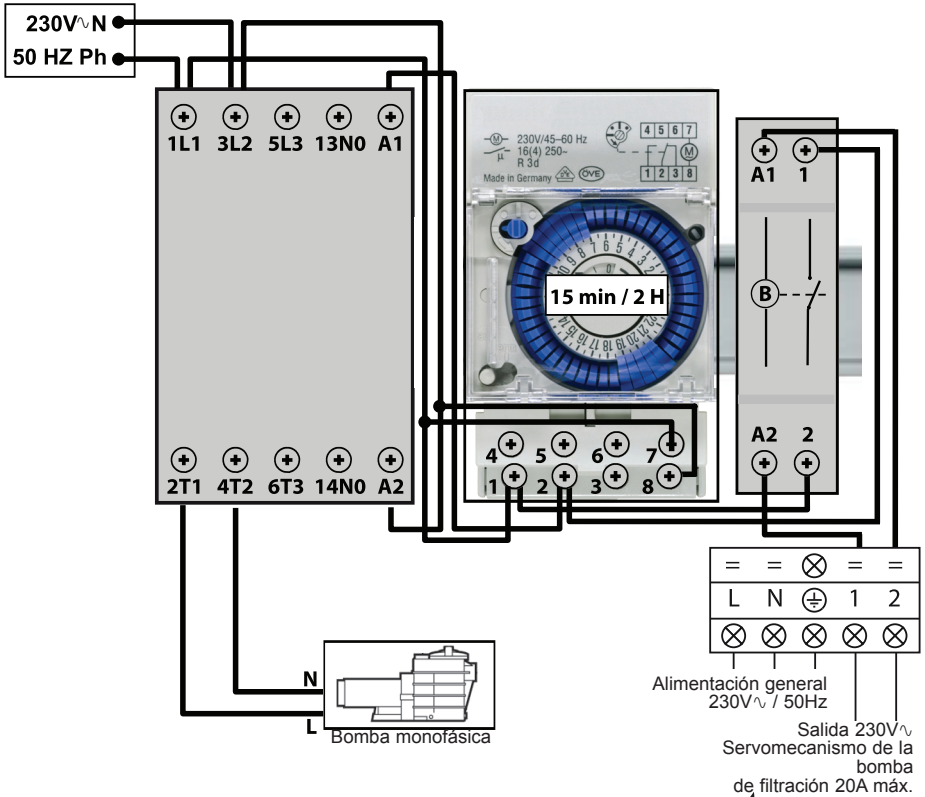 230V∿ N
50 HZ Ph
1L1 3L2 5L3 13N0 A1
2T1 4T2 6T3 14N0 A2
M 230V/45–60 Hz
μ 16(4) 250~
R 3d
Made in Germany ÖVE
4 5 6 7
M
1 2 3 8
15 min / 2 H
4 5 6 7
1 2 3 8
A1 1
B
A2 2
= = = =
L N 1 2
Alimentación general
230V∿ / 50Hz
Salida 230V∿
Servomecanismo de la
bomba
de filtración 20A máx.
N
L
Bomba monofásica